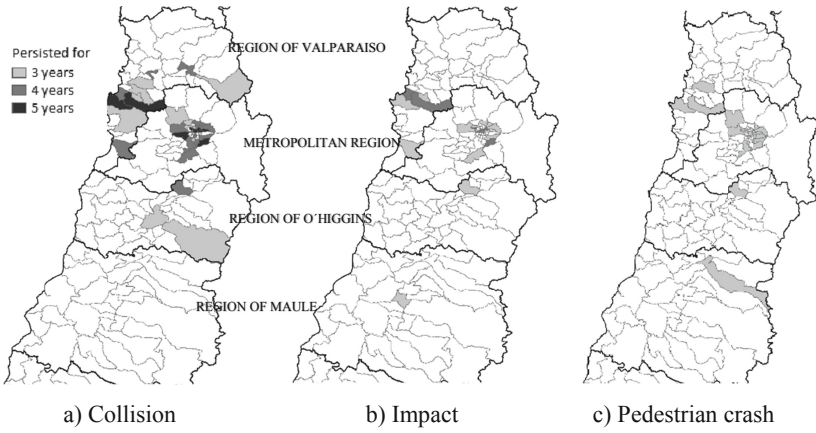 REGION OF VALPARAISO
Persisted for
3 years
4 years
5 years
METROPOLITAN REGION
REGION OF O´HIGGINS
REGION OF MAULE
a) Collision
b) Impact
c) Pedestrian crash